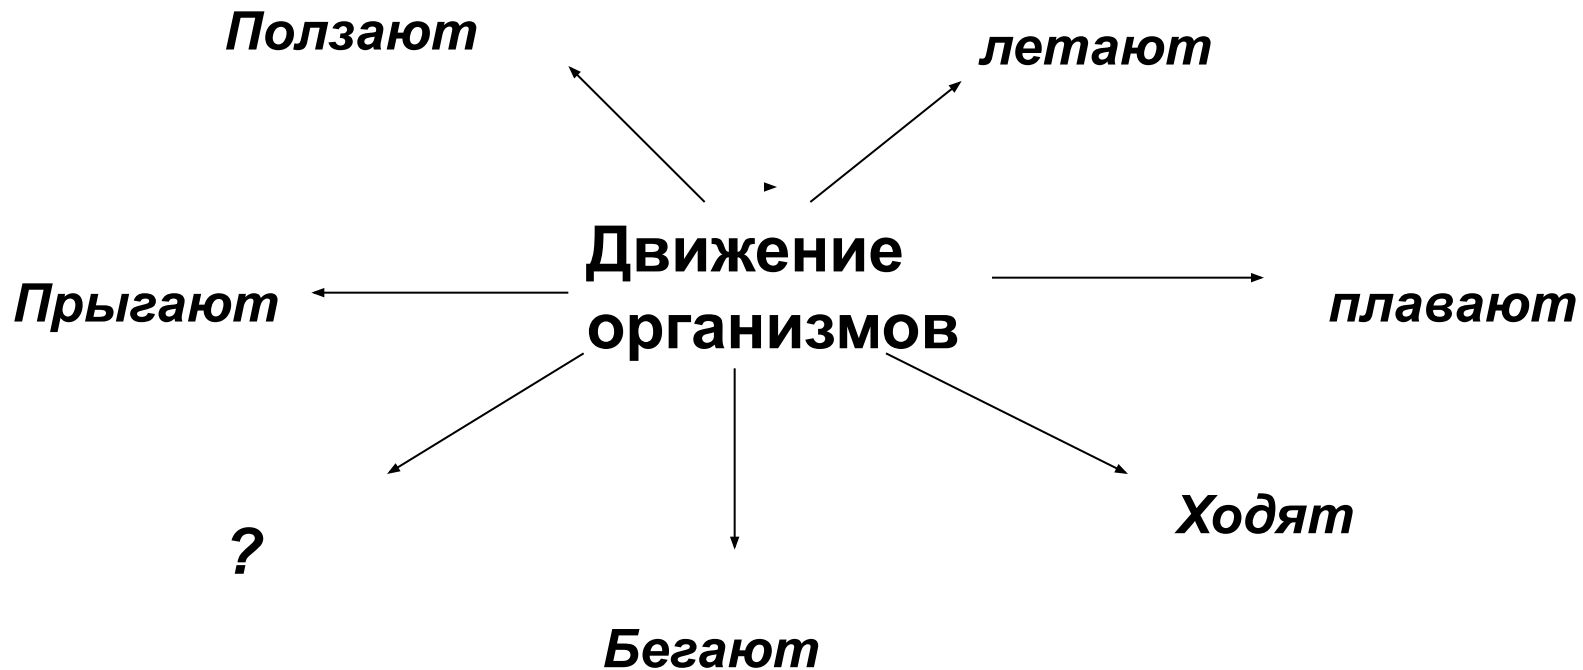 Ползают
летают
Движение
организмов
Прыгают
плавают
?
Ходят
Бегают